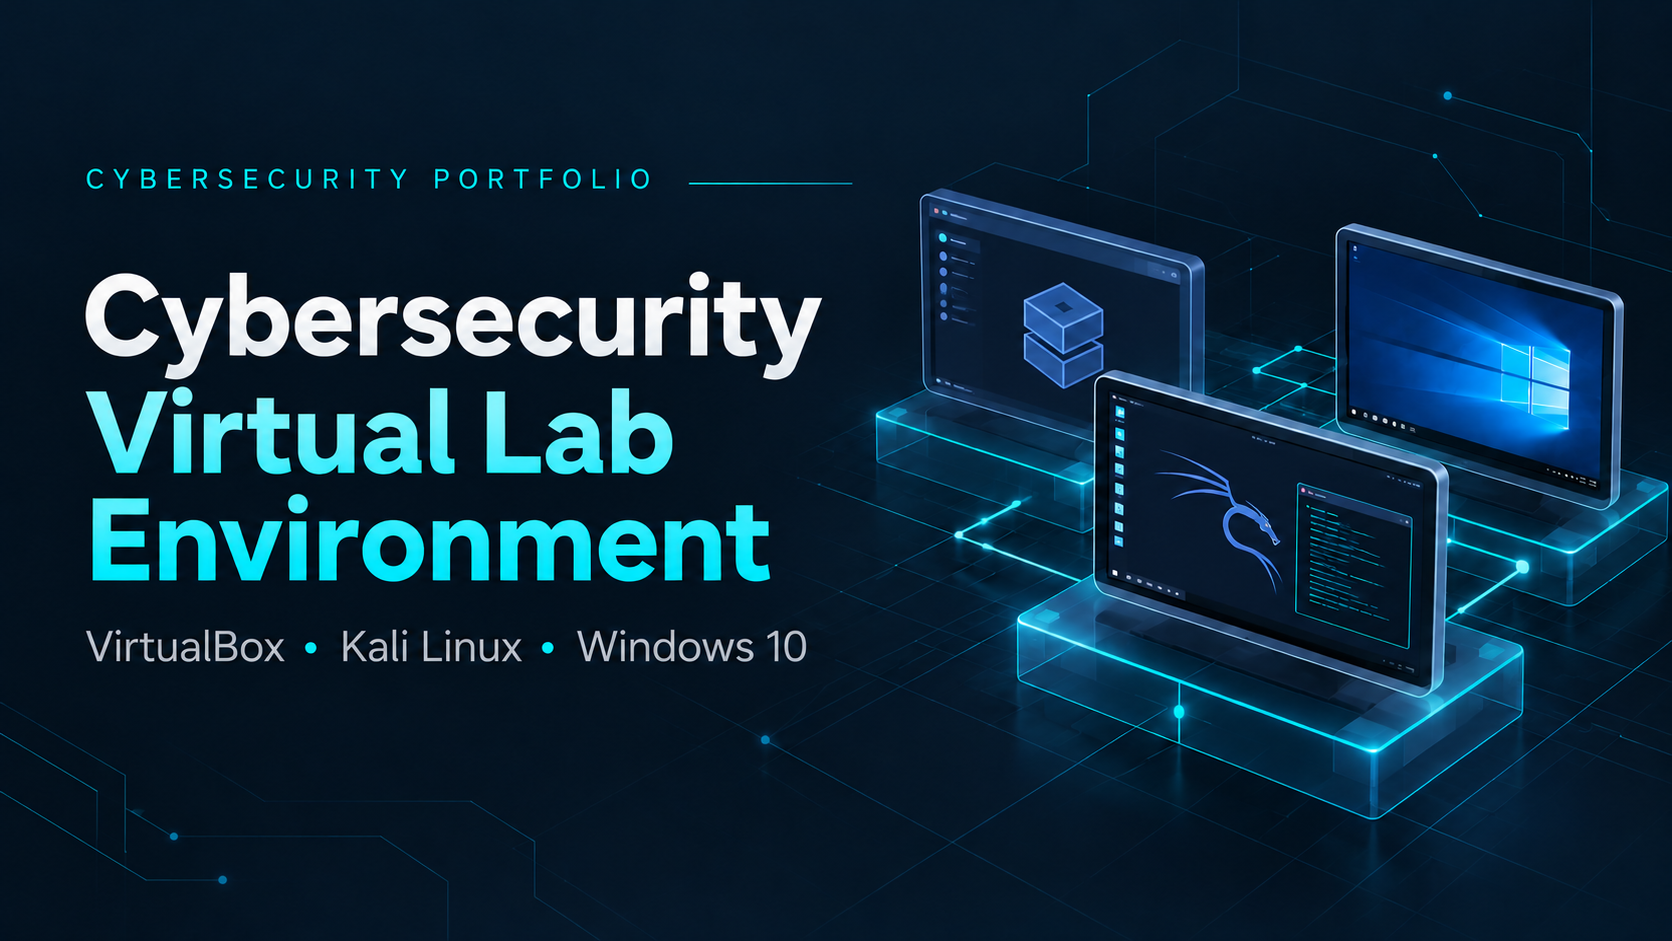 CYBERSECURITY PORTFOLIO
Cybersecurity
Virtual Lab
Environment
VirtualBox • Kali Linux • Windows 10